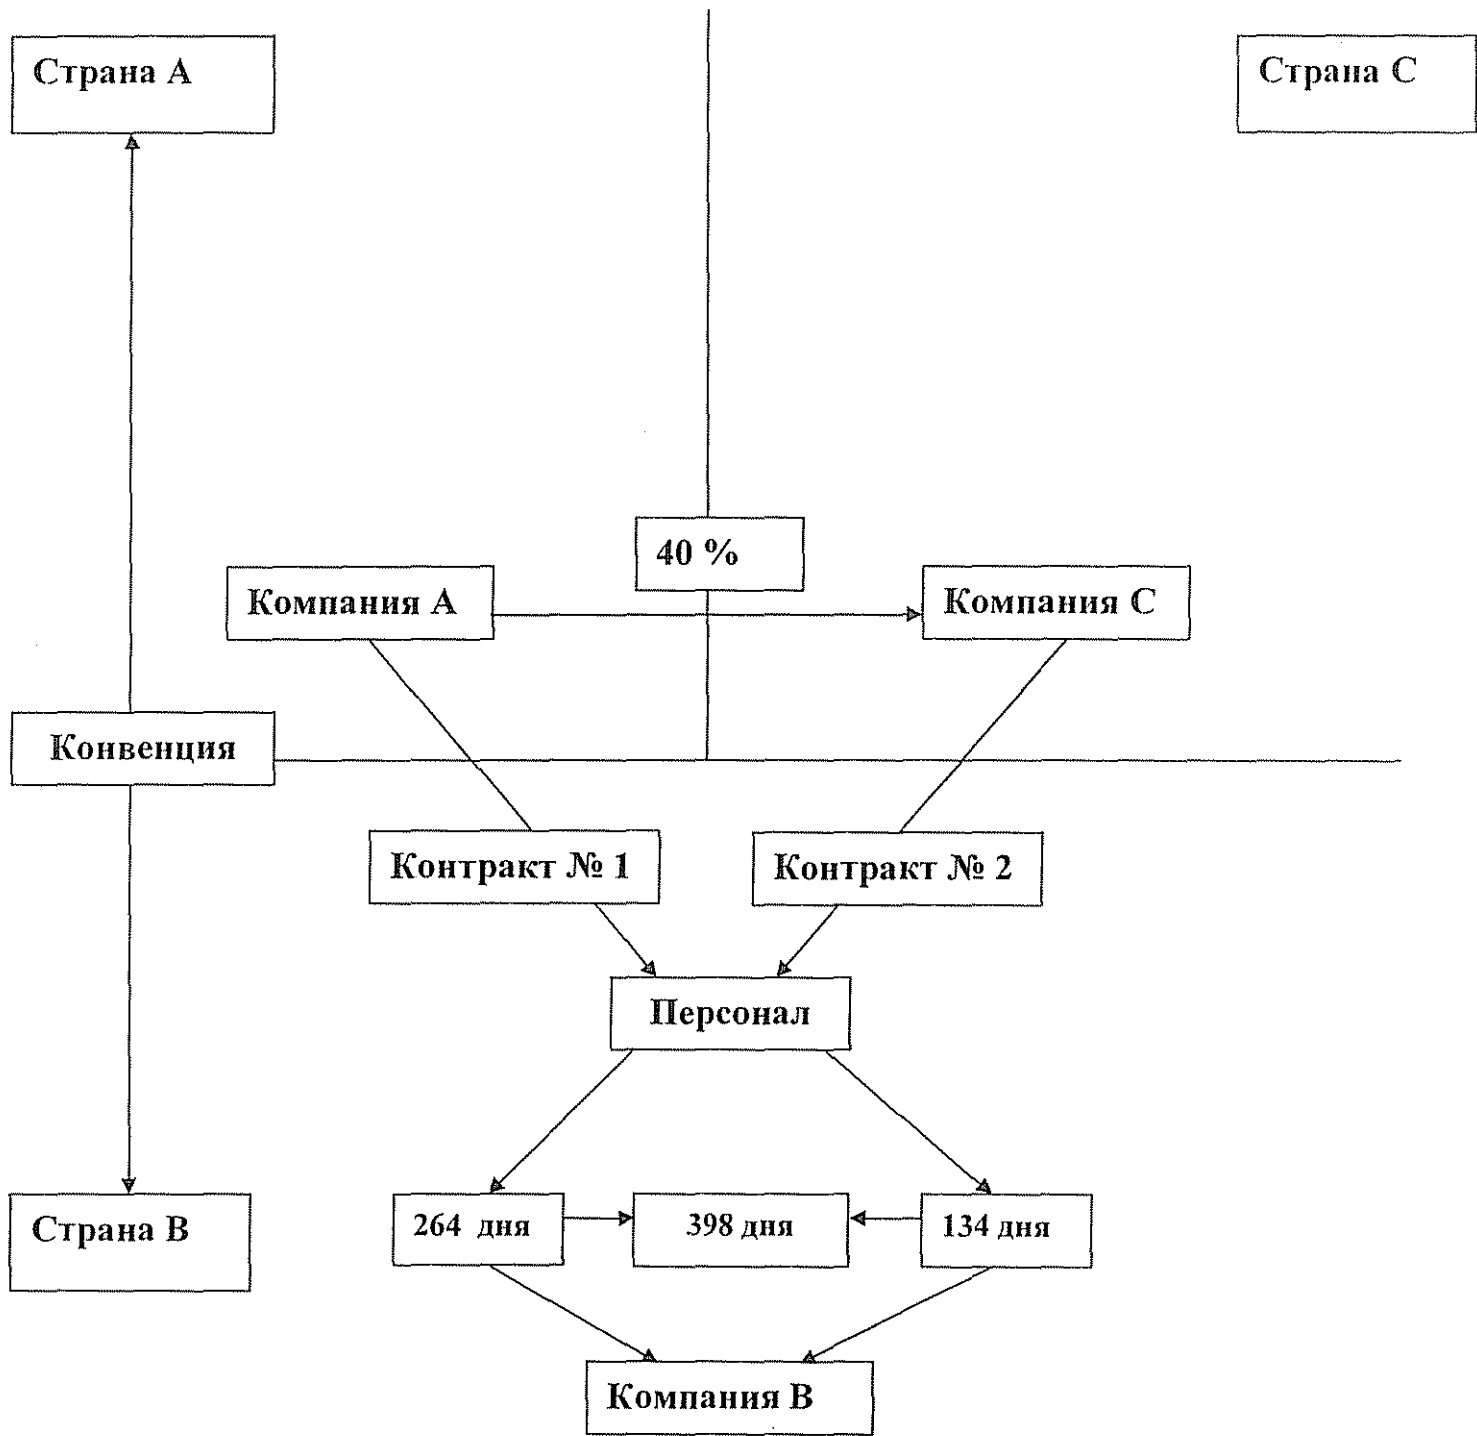 Страна А
Страна С
40 %
Компания А
Компания С
Конвенция
Контракт № 1
Контракт № 2
Персонал
Страна В
264 дня
398 дня
134 дня
Компания В